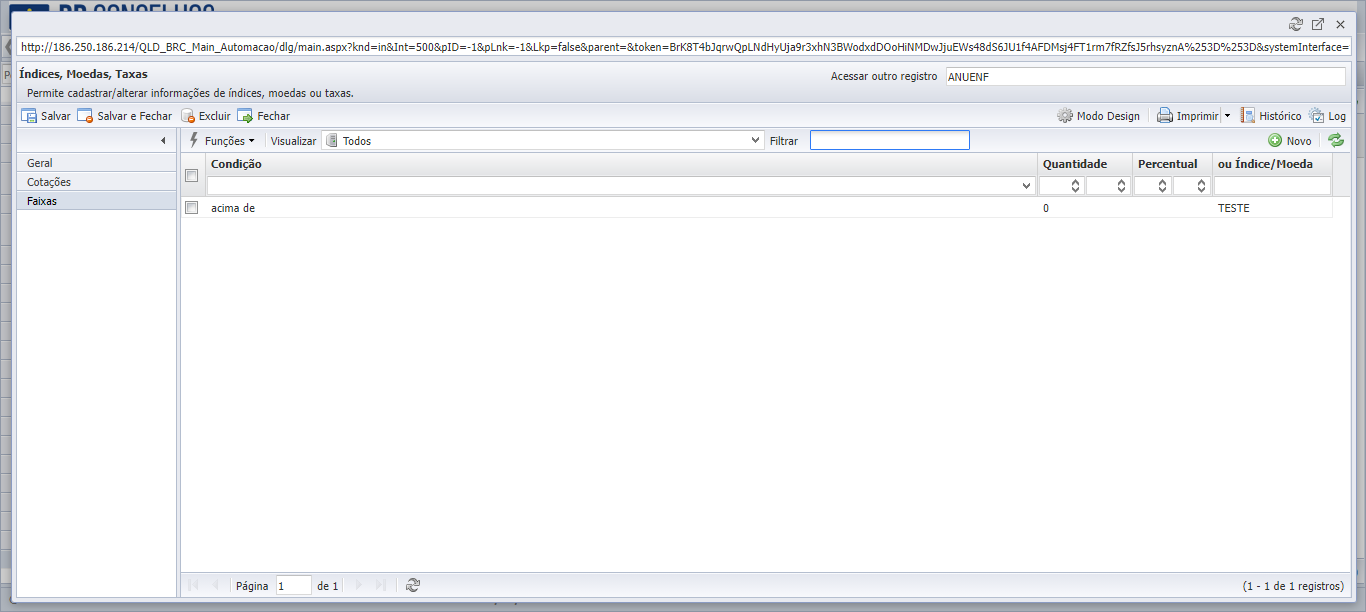 BR CONSELHOS
http://186.250.186.214/QLD_BRC_Main_Automacao/dlg/main.aspx?knd=in&Int=500&pID=-1&pLnk=-1&Lkp=false&parent=&token=BrK8T4bJqrwQpLNdHyUja9r3xhN3BWodxdDOoHiNMDwJjuEWs48dS6JU1f4AFDMsj4FT1rm7fRZfsJ5rhsyznA%253D%253D&systemInterface=
Índices, Moedas, Taxas
Acessar outro registro ANUENF
Permite cadastrar/alterar informações de índices, moedas ou taxas.
Salvar Salvar e Fechar Excluir Fechar Modo Design Imprimir Histórico Log
Funções Visualizar Todos Filtrar Novo
Geral
Cotações
Faixas
Condição Quantidade Percentual ou Índice/Moeda
acima de 0 TESTE
Página 1 de 1 (1 - 1 de 1 registros)